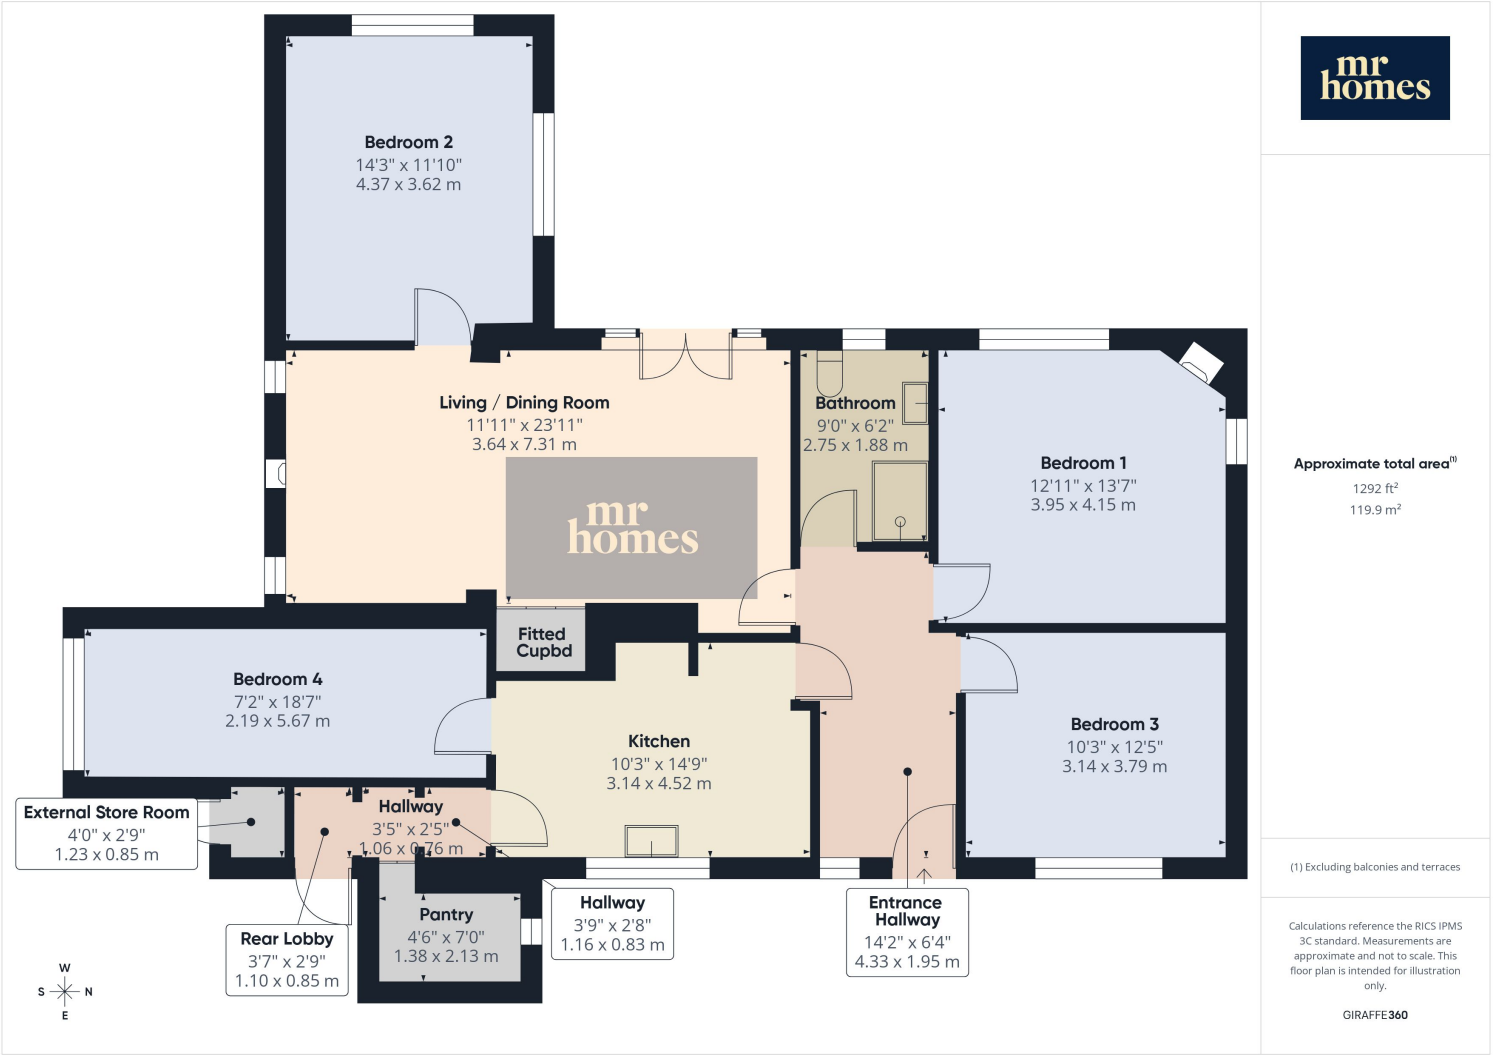 mr
homes
Bedroom 2
14'3" x 11'10"
4.37 x 3.62 m
Living / Dining Room
11'11" x 23'11"
3.64 x 7.31 m
mr
homes
Bathroom
9'0" x 6'2"
2.75 x 1.88 m
Bedroom 1
12'11" x 13'7"
3.95 x 4.15 m
Approximate total area(1)
1292 ft²
119.9 m²
Fitted
Cupbd
Bedroom 4
7'2" x 18'7"
2.19 x 5.67 m
Kitchen
10'3" x 14'9"
3.14 x 4.52 m
Bedroom 3
10'3" x 12'5"
3.14 x 3.79 m
External Store Room
4'0" x 2'9"
1.23 x 0.85 m
Hallway
3'5" x 2'5"
1.06 x 0.76 m
Hallway
3'9" x 2'8"
1.16 x 0.83 m
Entrance
Hallway
14'2" x 6'4"
4.33 x 1.95 m
Pantry
4'6" x 7'0"
1.38 x 2.13 m
Rear Lobby
3'7" x 2'9"
1.10 x 0.85 m
W
S N
E
(1) Excluding balconies and terraces
Calculations reference the RICS IPMS
3C standard. Measurements are
approximate and not to scale. This
floor plan is intended for illustration
only.
GIRAFFE360